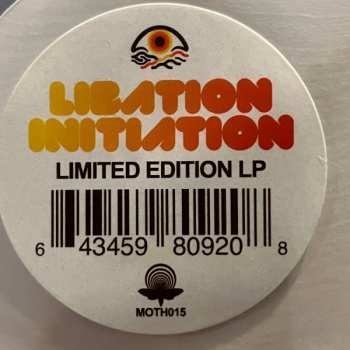 LIBATION
INITIATION
LIMITED EDITION LP
6 43459 80920 8
MOTH015